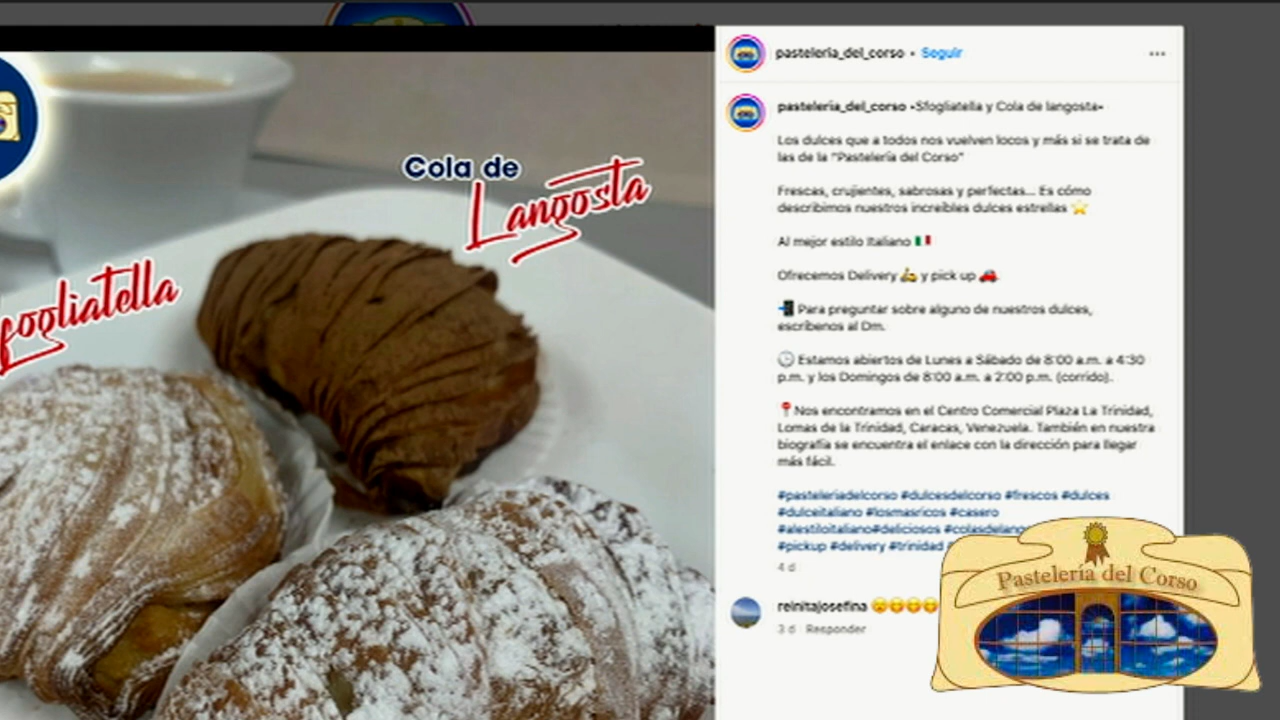 Cola de
Langosta
fogliatella
pasteleria_del_corso • Seguir
pasteleria_del_corso •Sfogliatella y Cola de langosta•
Los dulces que a todos nos vuelven locos y más si se trata de
las de la "Pastelería del Corso"
Frescas, crujientes, sabrosas y perfectas... Es cómo
describimos nuestros increíbles dulces estrellas ⭐
Al mejor estilo Italiano 🇮🇹
Ofrecemos Delivery 🛵 y pick up 🚗
📲 Para preguntar sobre alguno de nuestros dulces,
escríbenos al Dm.
🕒 Estamos abiertos de Lunes a Sábado de 8:00 a.m. a 4:30
p.m. y los Domingos de 8:00 a.m. a 2:00 p.m. (corrido).
📍Nos encontramos en el Centro Comercial Plaza La Trinidad,
Lomas de la Trinidad, Caracas, Venezuela. También en nuestra
biografía se encuentra el enlace con la dirección para llegar
más fácil.
#pasteleriadelcorso #dulcesdelcorso #frescos #dulces
#dulceitaliano #losmasricos #casero
#alestiloitaliano#deliciosos #colasdelango
#pickup #delivery #trinidad
4 d
reinitajosefina 😮😋😋😋
3 d Responder
Pastelería del Corso